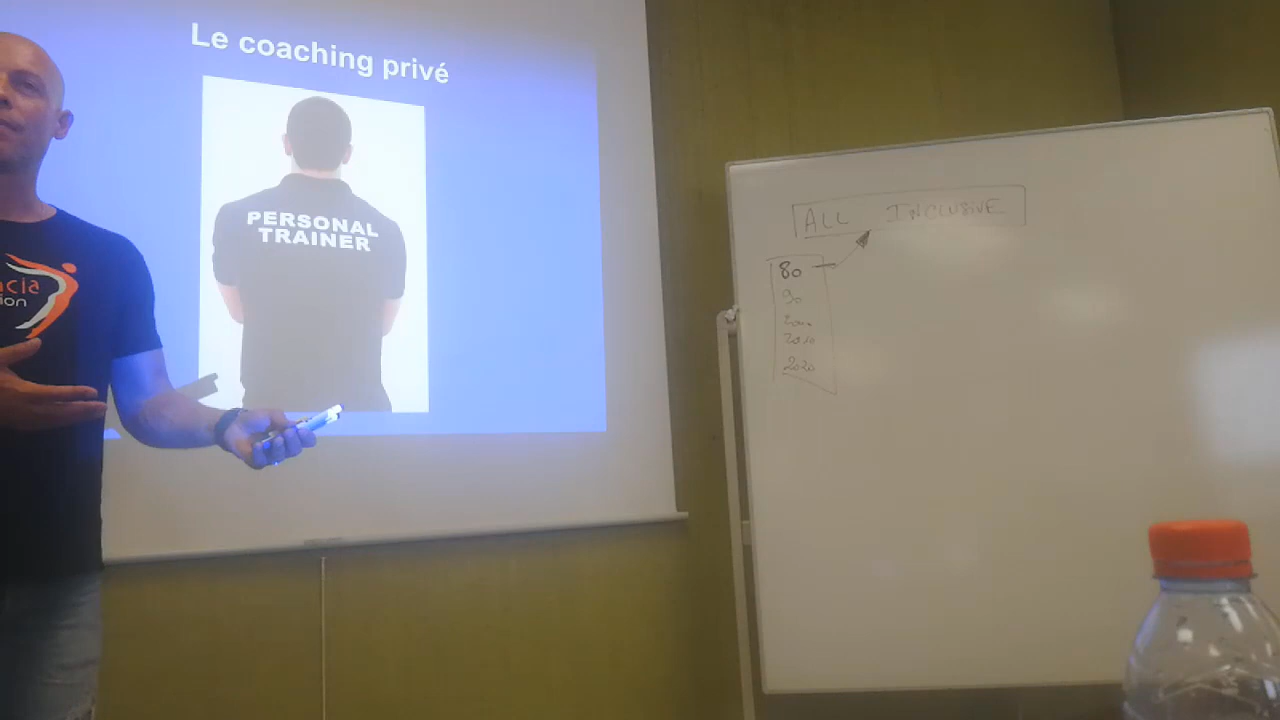 Le coaching privé
PERSONAL
TRAINER
ALL INCLUSIVE
80
90
2000
2010
2020